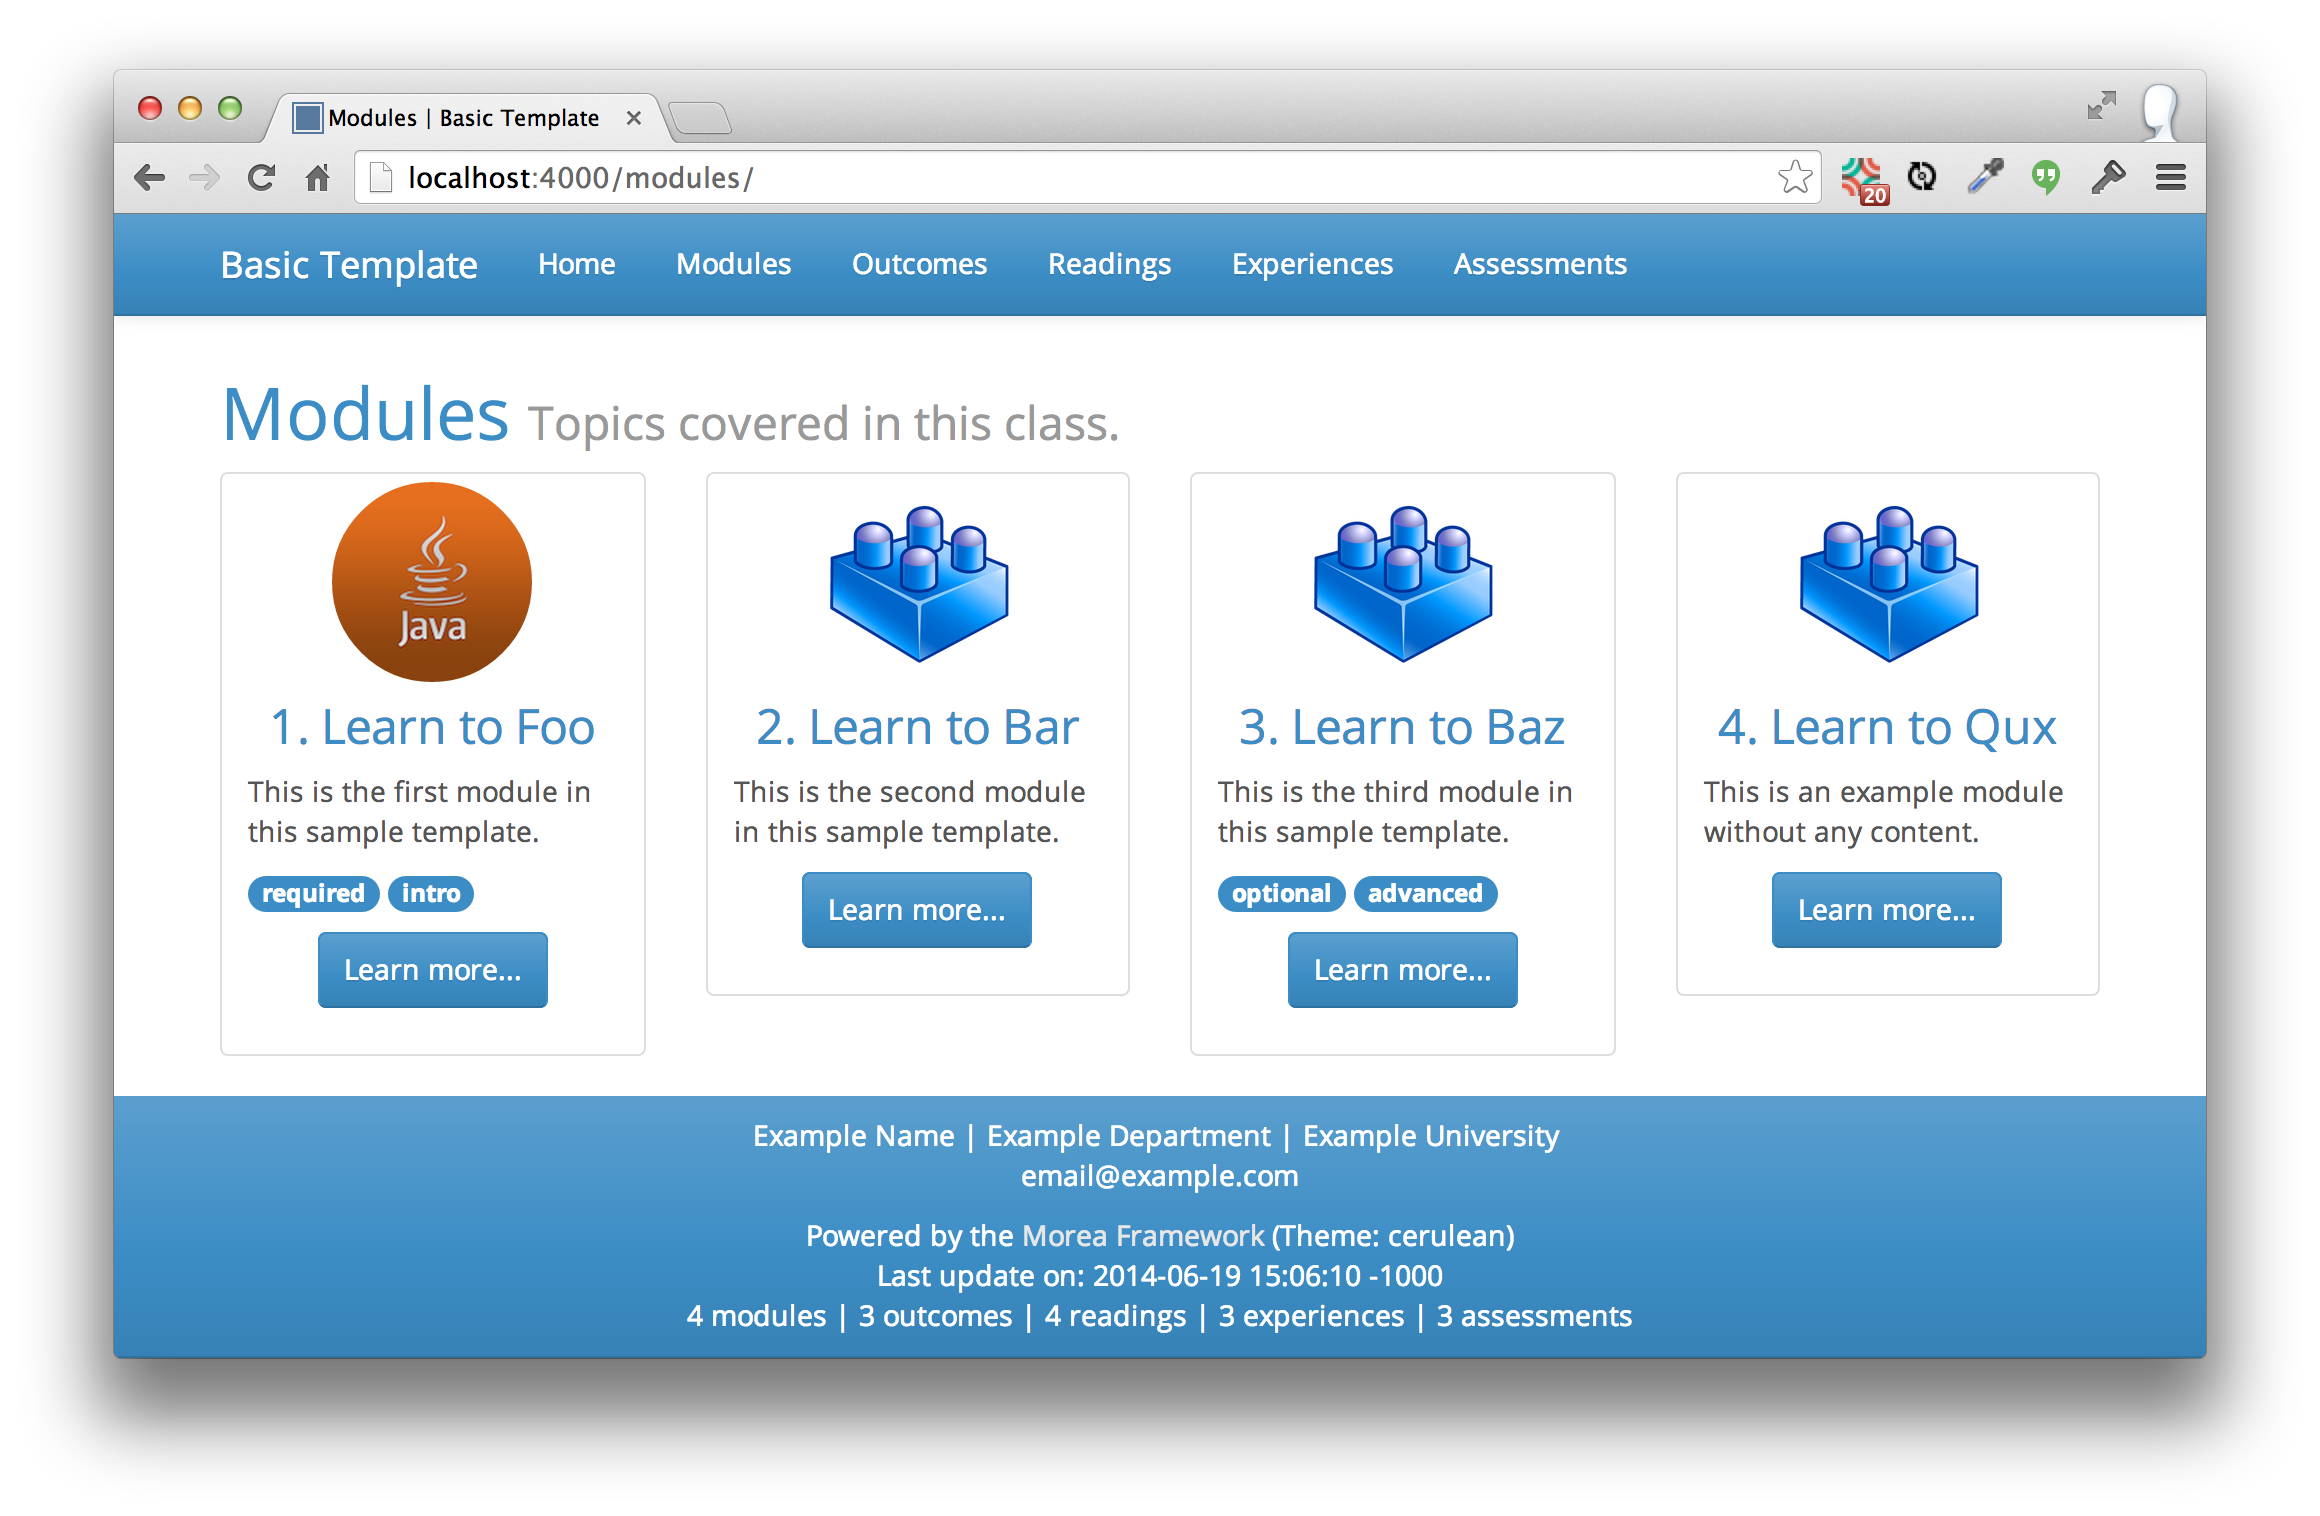 Modules | Basic Template
localhost:4000/modules/
20
Basic Template Home Modules Outcomes Readings Experiences Assessments
Modules Topics covered in this class.
Java
1. Learn to Foo
This is the first module in
this sample template.
required intro
Learn more...
2. Learn to Bar
This is the second module
in this sample template.
Learn more...
3. Learn to Baz
This is the third module in
this sample template.
optional advanced
Learn more...
4. Learn to Qux
This is an example module
without any content.
Learn more...
Example Name | Example Department | Example University
email@example.com
Powered by the Morea Framework (Theme: cerulean)
Last update on: 2014-06-19 15:06:10 -1000
4 modules | 3 outcomes | 4 readings | 3 experiences | 3 assessments